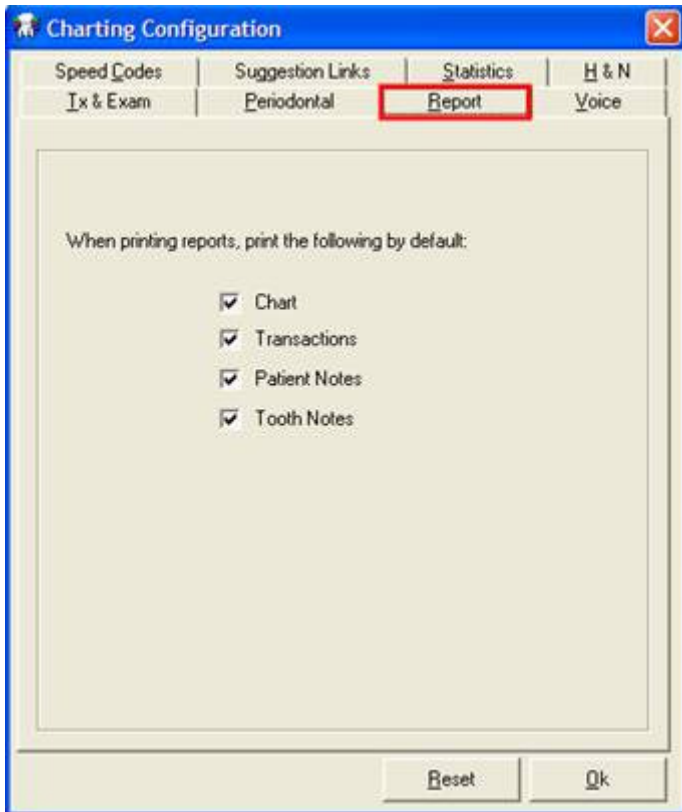 Charting Configuration
Speed Codes Suggestion Links Statistics H & N
Tx & Exam Periodontal Report Voice
When printing reports, print the following by default:
Chart
Transactions
Patient Notes
Tooth Notes
Reset Ok